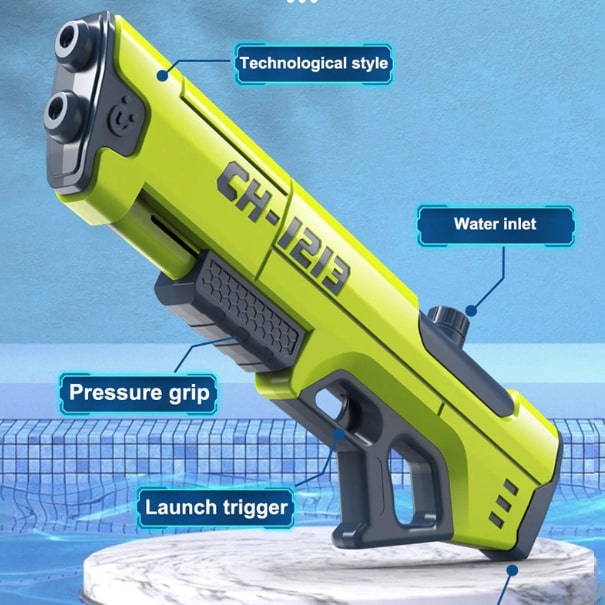 Technological style
CH-1213
Water inlet
Pressure grip
Launch trigger